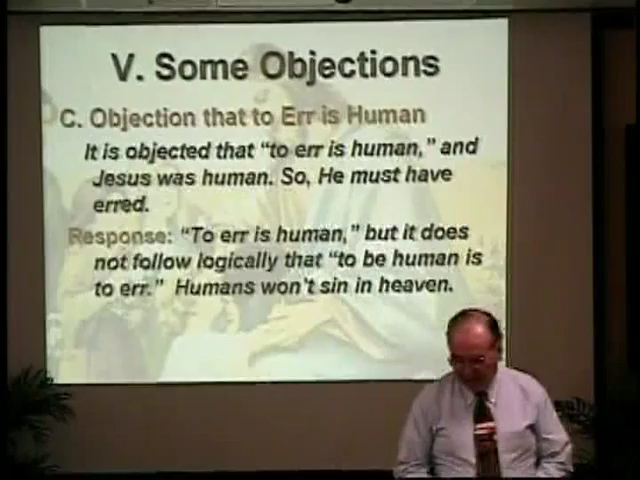 V. Some Objections
C. Objection that to Err is Human
It is objected that “to err is human,” and
Jesus was human. So, He must have
erred.
Response: “To err is human,” but it does
not follow logically that “to be human is
to err.” Humans won't sin in heaven.